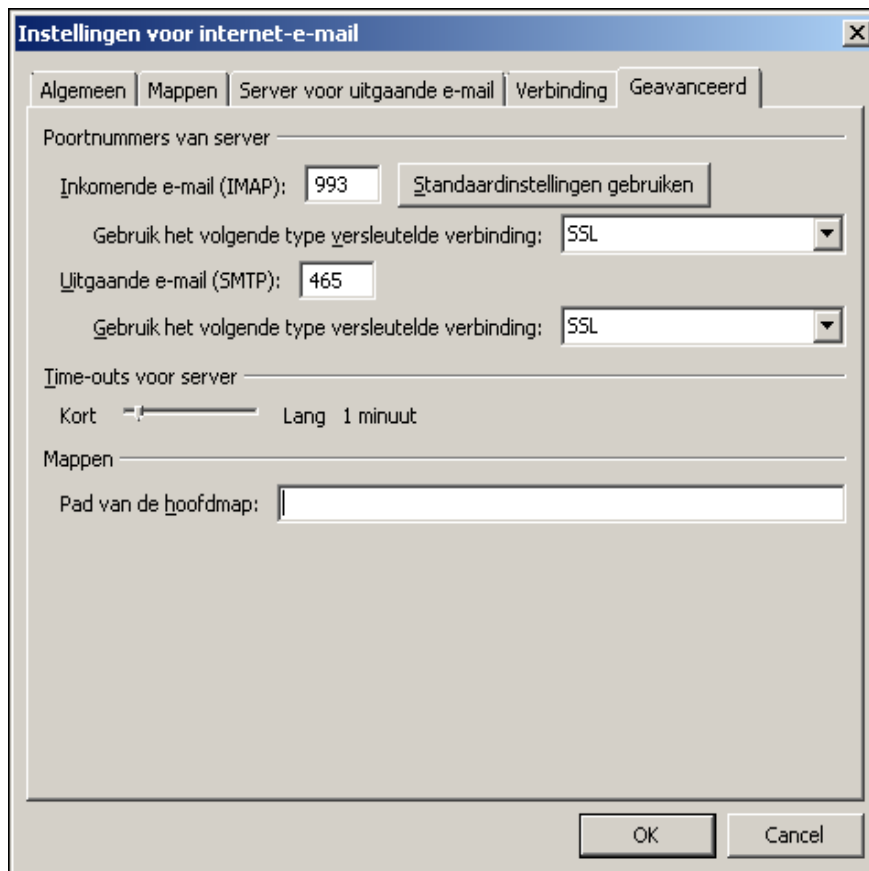 Instellingen voor internet-e-mail
Algemeen Mappen Server voor uitgaande e-mail Verbinding Geavanceerd
Poortnummers van server
Inkomende e-mail (IMAP): 993 Standaardinstellingen gebruiken
Gebruik het volgende type versleutelde verbinding: SSL
Uitgaande e-mail (SMTP): 465
Gebruik het volgende type versleutelde verbinding: SSL
Time-outs voor server
Kort Lang 1 minuut
Mappen
Pad van de hoofdmap:
OK Cancel